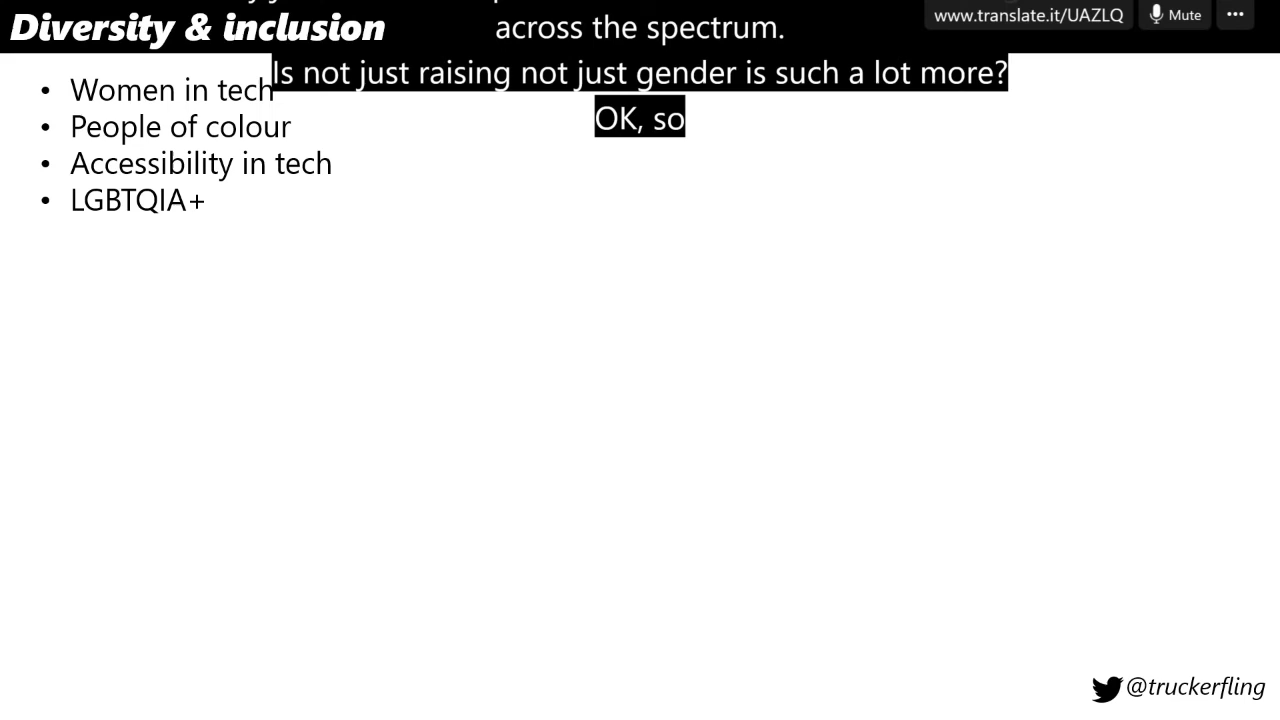 Diversity & inclusion
across the spectrum.
www.translate.it/UAZLQ
Mute
Is not just raising not just gender is such a lot more?
OK, so
• Women in tech
• People of colour
• Accessibility in tech
• LGBTQIA+
@truckerfling